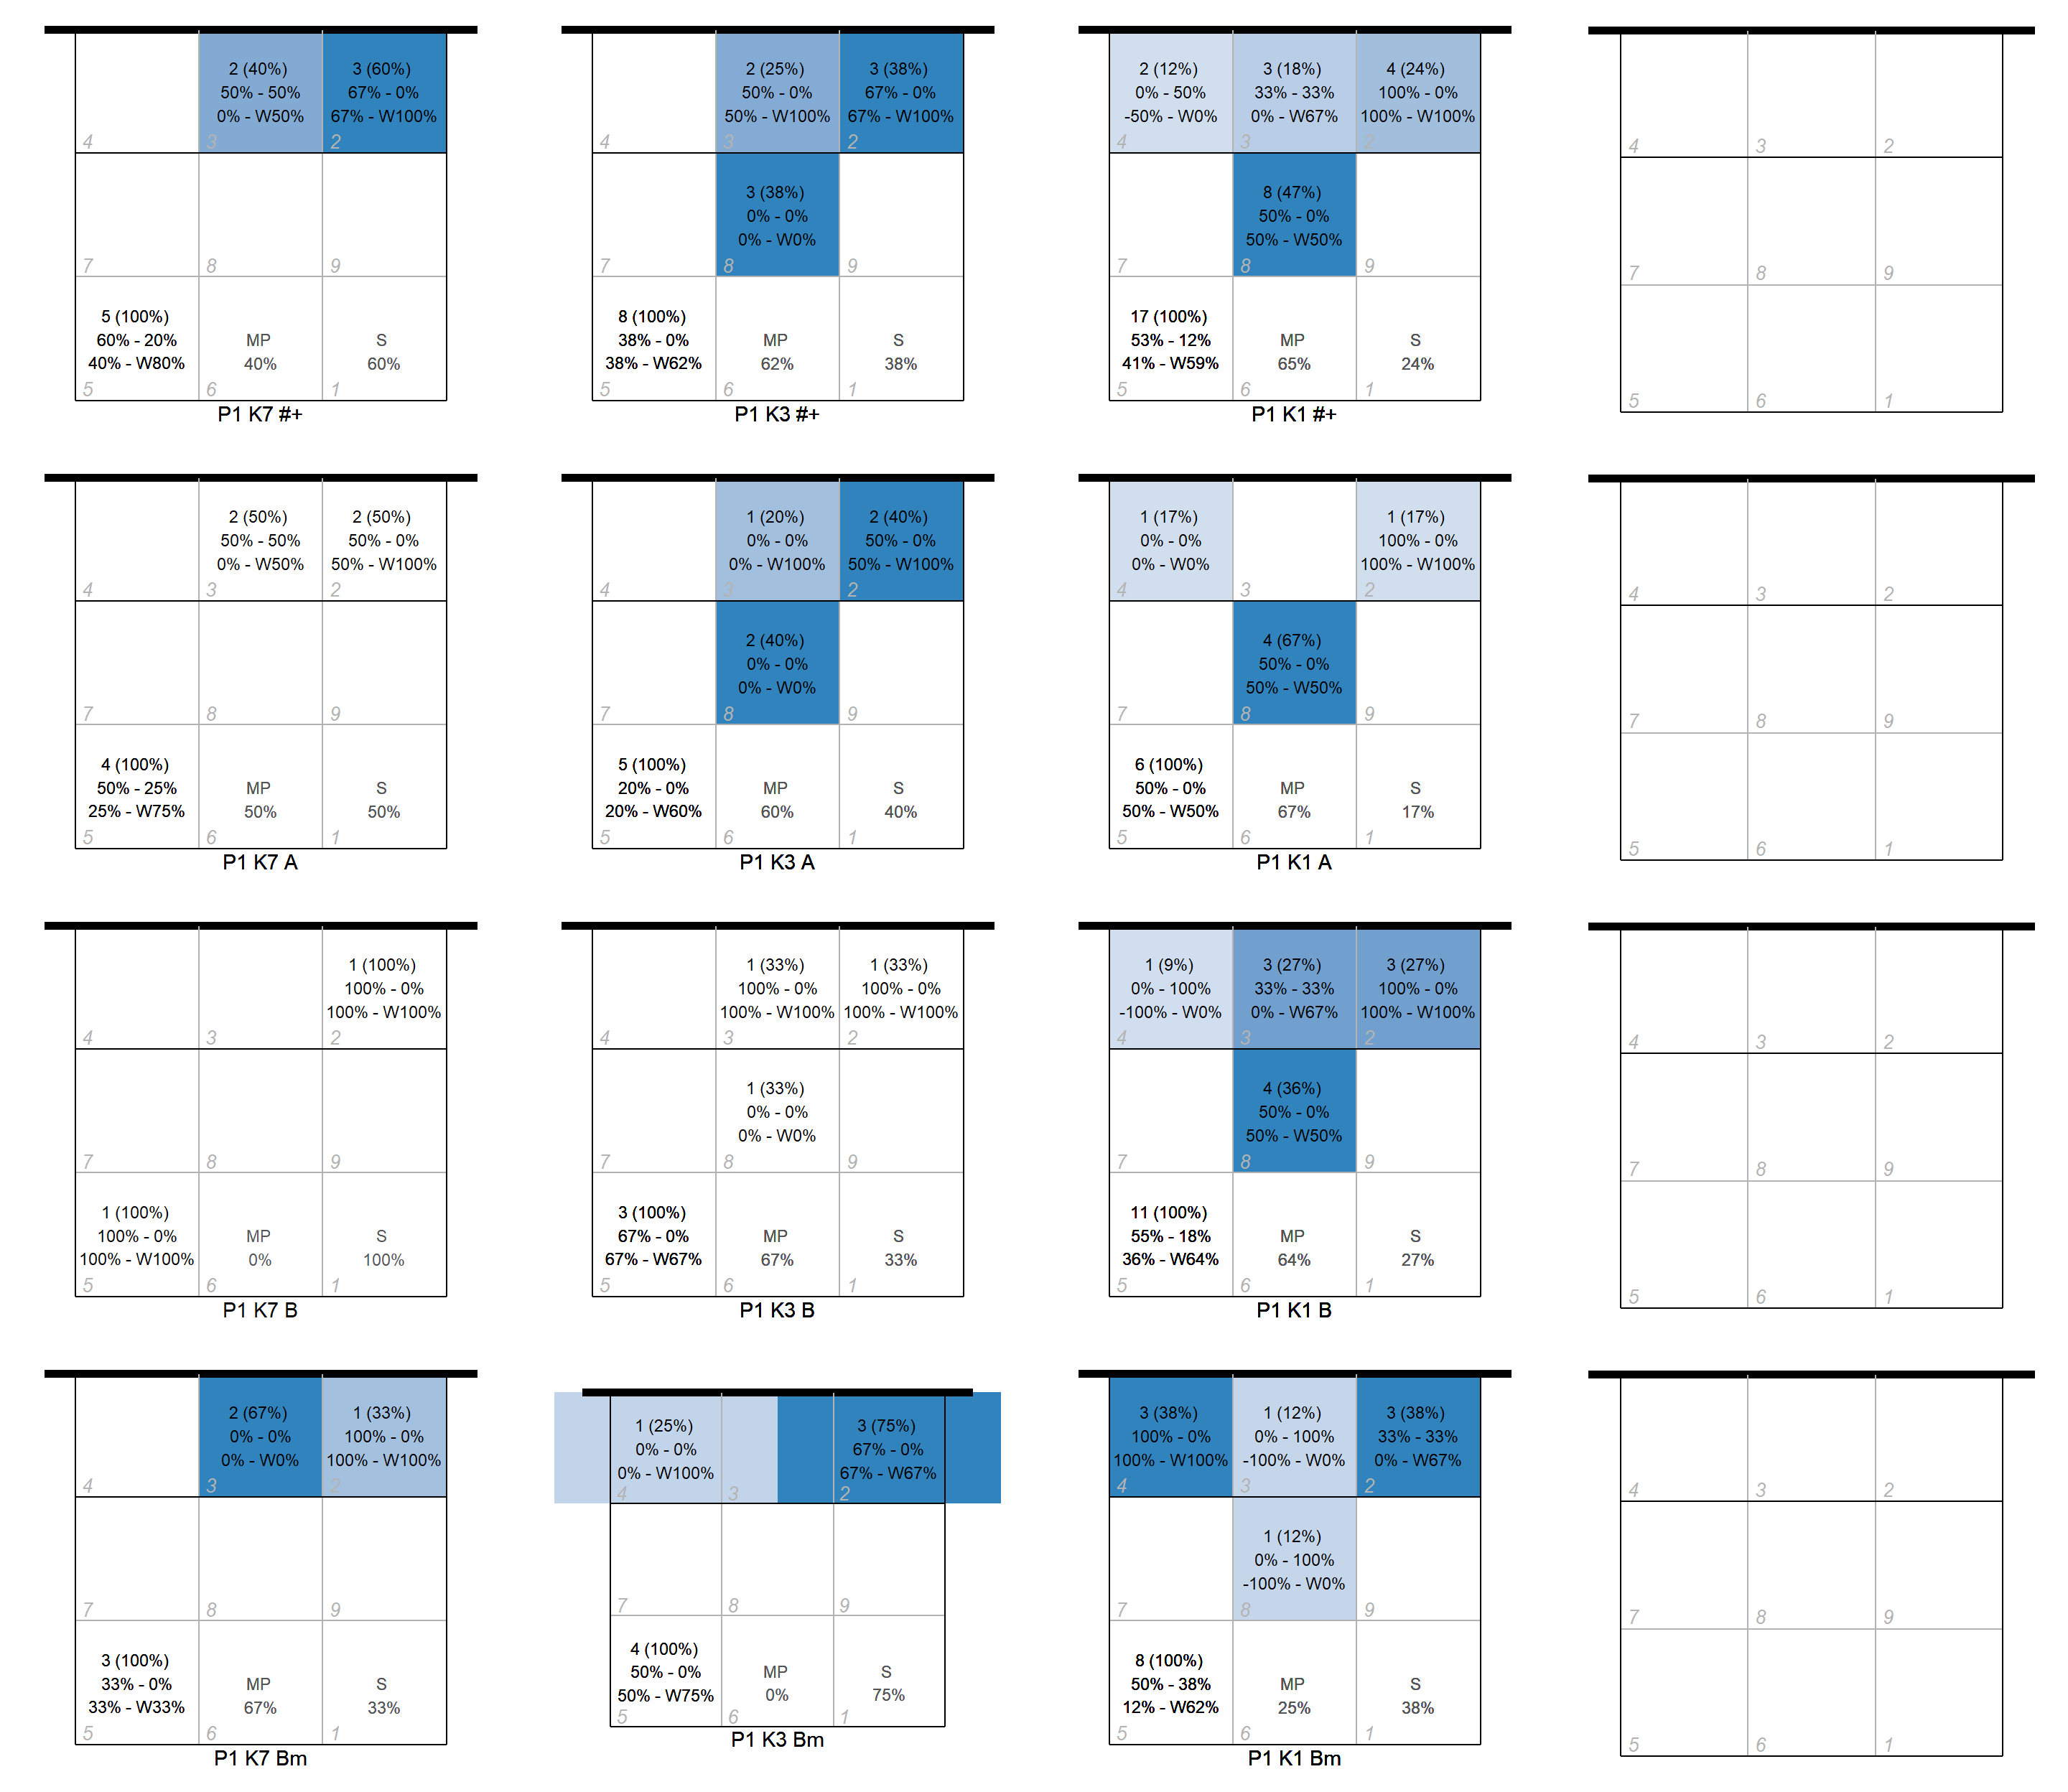 2 (40%)
50% - 50%
0% - W50%
3 (60%)
67% - 0%
67% - W100%
4
3
2
7
8
9
5 (100%)
60% - 20%
40% - W80%
MP
40%
S
60%
5
6
1
P1 K7 #+
2 (25%)
50% - 0%
50% - W100%
3 (38%)
67% - 0%
67% - W100%
4
3
2
3 (38%)
0% - 0%
0% - W0%
7
8
9
8 (100%)
38% - 0%
38% - W62%
MP
62%
S
38%
5
6
1
P1 K3 #+
2 (12%)
0% - 50%
-50% - W0%
3 (18%)
33% - 33%
0% - W67%
4 (24%)
100% - 0%
100% - W100%
4
3
2
8 (47%)
50% - 0%
50% - W50%
7
8
9
17 (100%)
53% - 12%
41% - W59%
MP
65%
S
24%
5
6
1
P1 K1 #+
4
3
2
7
8
9
5
6
1
2 (50%)
50% - 50%
0% - W50%
2 (50%)
50% - 0%
50% - W100%
4
3
2
7
8
9
4 (100%)
50% - 25%
25% - W75%
MP
50%
S
50%
5
6
1
P1 K7 A
1 (20%)
0% - 0%
0% - W100%
2 (40%)
50% - 0%
50% - W100%
4
3
2
2 (40%)
0% - 0%
0% - W0%
7
8
9
5 (100%)
20% - 0%
20% - W60%
MP
60%
S
40%
5
6
1
P1 K3 A
1 (17%)
0% - 0%
0% - W0%
1 (17%)
100% - 0%
100% - W100%
4
3
2
4 (67%)
50% - 0%
50% - W50%
7
8
9
6 (100%)
50% - 0%
50% - W50%
MP
67%
S
17%
5
6
1
P1 K1 A
4
3
2
7
8
9
5
6
1
1 (100%)
100% - 0%
100% - W100%
4
3
2
7
8
9
1 (100%)
100% - 0%
100% - W100%
MP
0%
S
100%
5
6
1
P1 K7 B
1 (33%)
100% - 0%
100% - W100%
1 (33%)
100% - 0%
100% - W100%
4
3
2
1 (33%)
0% - 0%
0% - W0%
7
8
9
3 (100%)
67% - 0%
67% - W67%
MP
67%
S
33%
5
6
1
P1 K3 B
1 (9%)
0% - 100%
-100% - W0%
3 (27%)
33% - 33%
0% - W67%
3 (27%)
100% - 0%
100% - W100%
4
3
2
4 (36%)
50% - 0%
50% - W50%
7
8
9
11 (100%)
55% - 18%
36% - W64%
MP
64%
S
27%
5
6
1
P1 K1 B
4
3
2
7
8
9
5
6
1
2 (67%)
0% - 0%
0% - W0%
1 (33%)
100% - 0%
100% - W100%
4
3
2
7
8
9
3 (100%)
33% - 0%
33% - W33%
MP
67%
S
33%
5
6
1
P1 K7 Bm
1 (25%)
0% - 0%
0% - W100%
3 (75%)
67% - 0%
67% - W67%
4
3
2
7
8
9
4 (100%)
50% - 0%
50% - W75%
MP
0%
S
75%
5
6
1
P1 K3 Bm
3 (38%)
100% - 0%
100% - W100%
1 (12%)
0% - 100%
-100% - W0%
3 (38%)
33% - 33%
0% - W67%
4
3
2
1 (12%)
0% - 100%
-100% - W0%
7
8
9
8 (100%)
50% - 38%
12% - W62%
MP
25%
S
38%
5
6
1
P1 K1 Bm
4
3
2
7
8
9
5
6
1